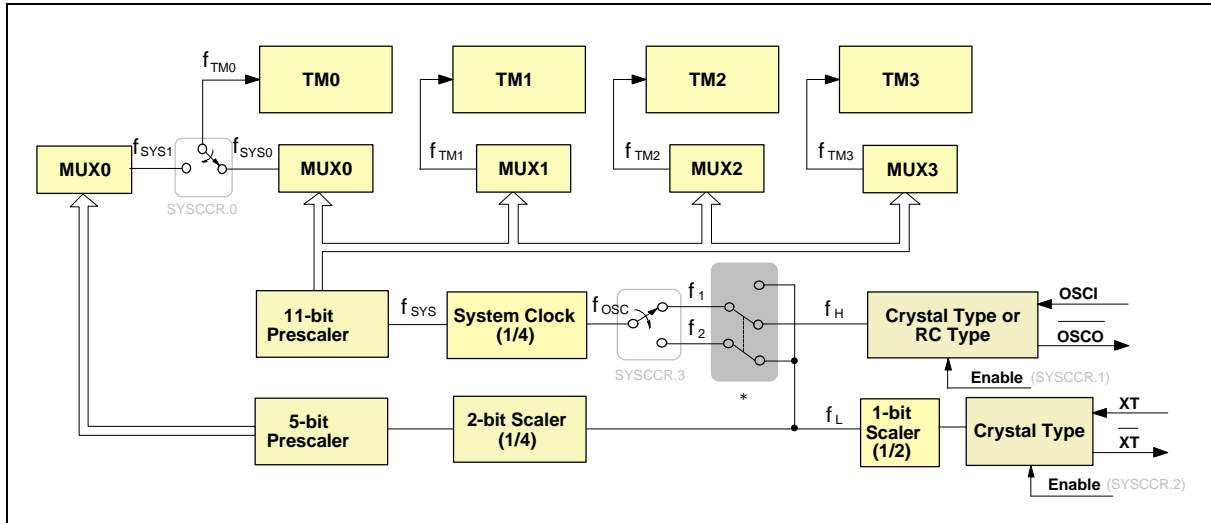 TM0
TM1
TM2
TM3
fTM0
fSYS1
fSYS0
fTM1
fTM2
fTM3
MUX0
MUX0
MUX1
MUX2
MUX3
SYSCCR.0
11-bit
Prescaler
fSYS
System Clock
(1/4)
fOSC
f1
f2
SYSCCR.3
*
fH
Crystal Type or
RC Type
OSCI
OSCO
Enable (SYSCCR.1)
5-bit
Prescaler
2-bit Scaler
(1/4)
fL
1-bit
Scaler
(1/2)
Crystal Type
XT
XT
Enable (SYSCCR.2)